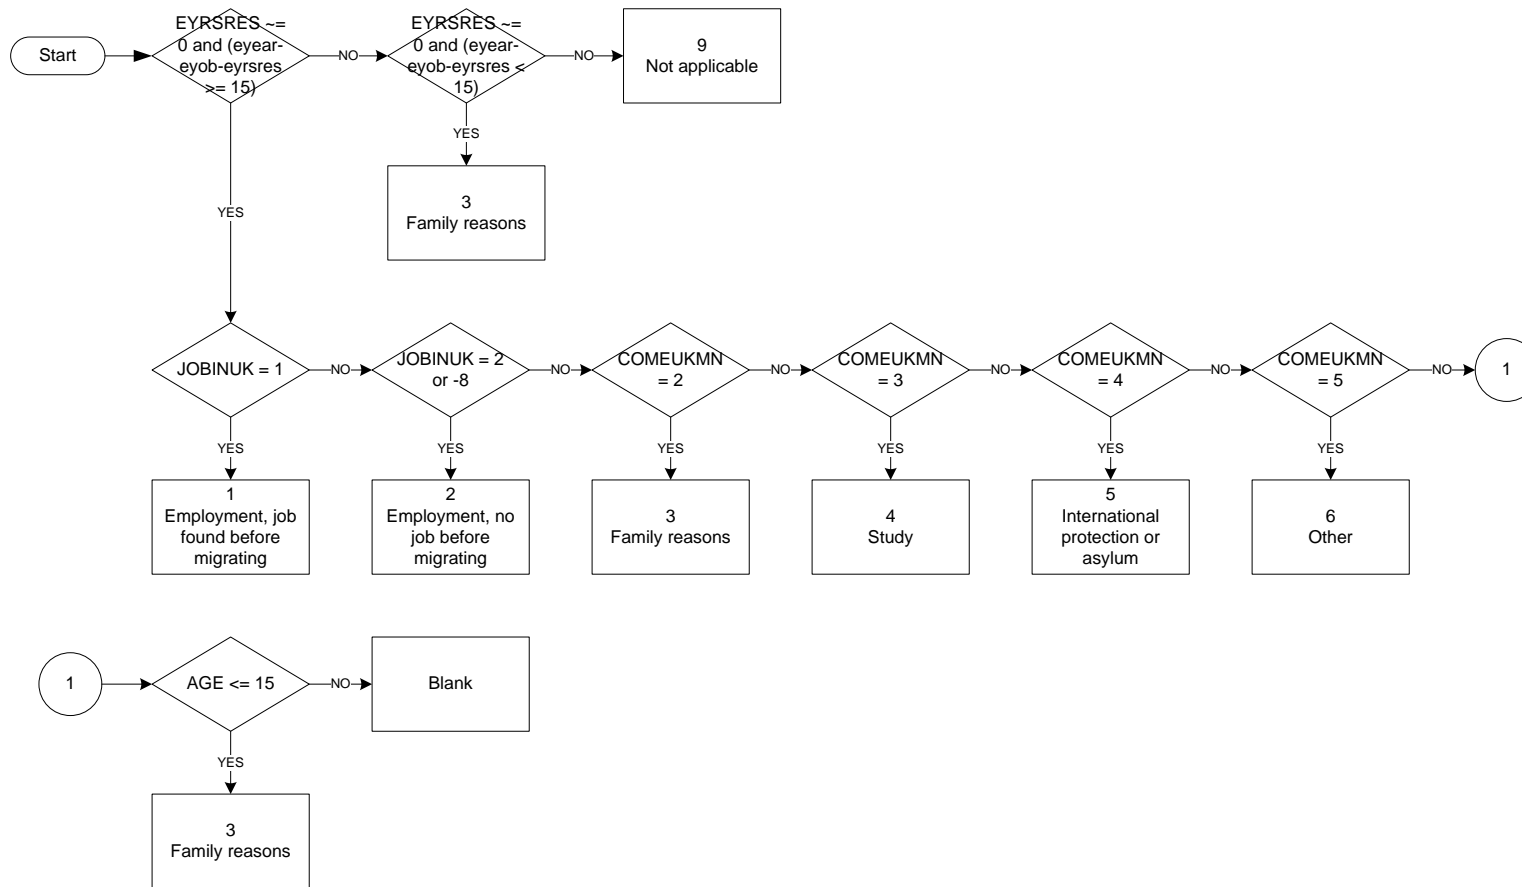 Start
EYRSRES ~=
0 and (eyear-
eyob-eyrsres
>= 15)
NO
EYRSRES ~=
0 and (eyear-
eyob-eyrsres <
15)
NO
9
Not applicable
YES
3
Family reasons
YES
JOBINUK = 1
NO
JOBINUK = 2
or -8
NO
COMEUKMN
= 2
NO
COMEUKMN
= 3
NO
COMEUKMN
= 4
NO
COMEUKMN
= 5
NO
1
YES
YES
YES
YES
YES
YES
1
Employment, job
found before
migrating
2
Employment, no
job before
migrating
3
Family reasons
4
Study
5
International
protection or
asylum
6
Other
1
AGE <= 15
NO
Blank
YES
3
Family reasons